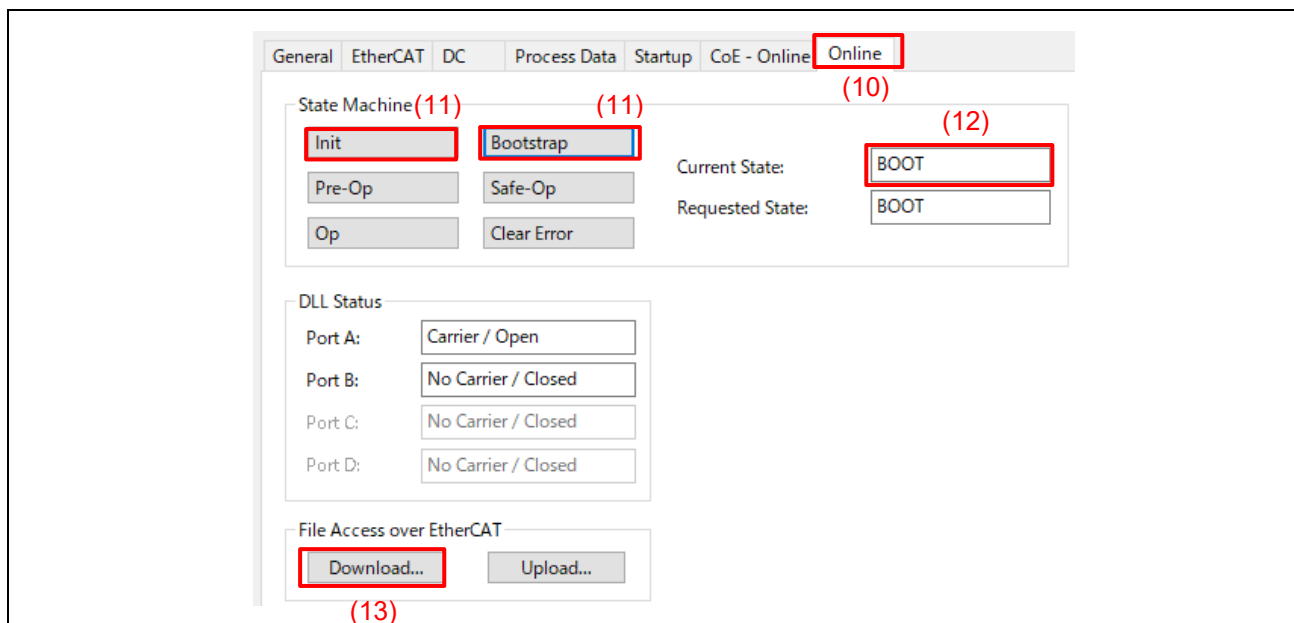 General EtherCAT DC Process Data Startup CoE - Online Online
(10)
State Machine (11) (11) (12)
Init Bootstrap
Current State: BOOT
Pre-Op Safe-Op
Requested State: BOOT
Op Clear Error
DLL Status
Port A: Carrier / Open
Port B: No Carrier / Closed
Port C: No Carrier / Closed
Port D: No Carrier / Closed
File Access over EtherCAT
Download... Upload...
(13)